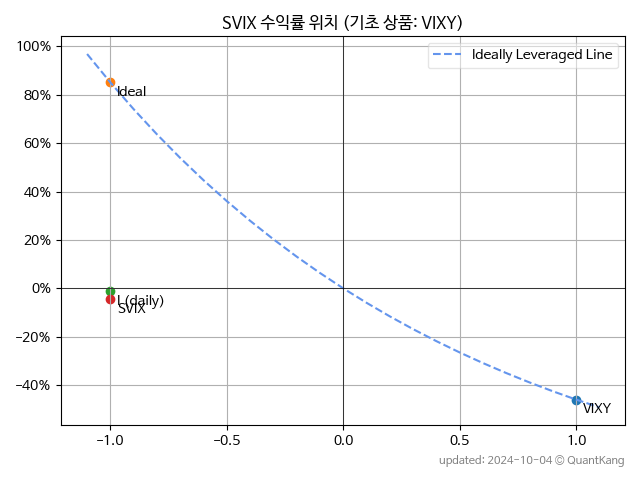 SVIX 수익률 위치 (기초 상품: VIXY)
100%
80%
60%
40%
20%
0%
−20%
−40%
Ideally Leveraged Line
Ideal
L(daily)
SVIX
VIXY
−1.0
−0.5
0.0
0.5
1.0
updated: 2024-10-04 © QuantKang